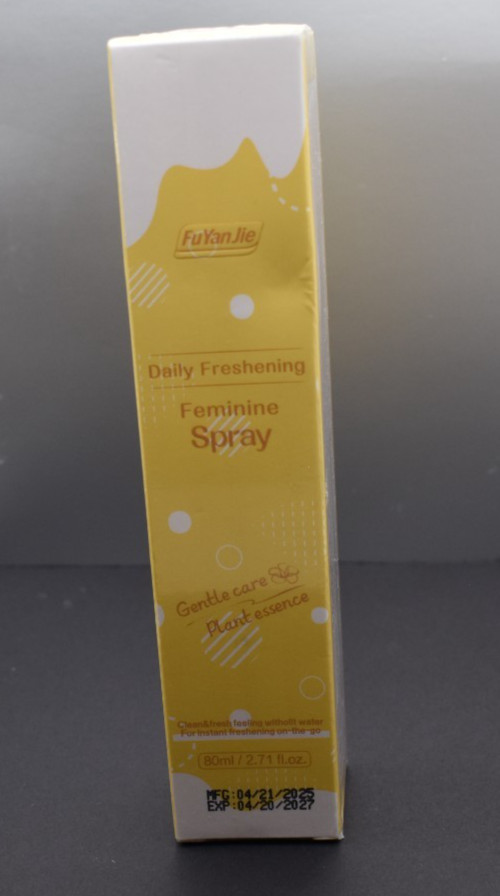 FuYanJie
Daily Freshening
Feminine
Spray
Gentle care
Plant essence
Clean&fresh feeling without water
For instant freshening on-the-go
80ml / 2.71 fl.oz.
MFG:04/21/2025
EXP:04/20/2027